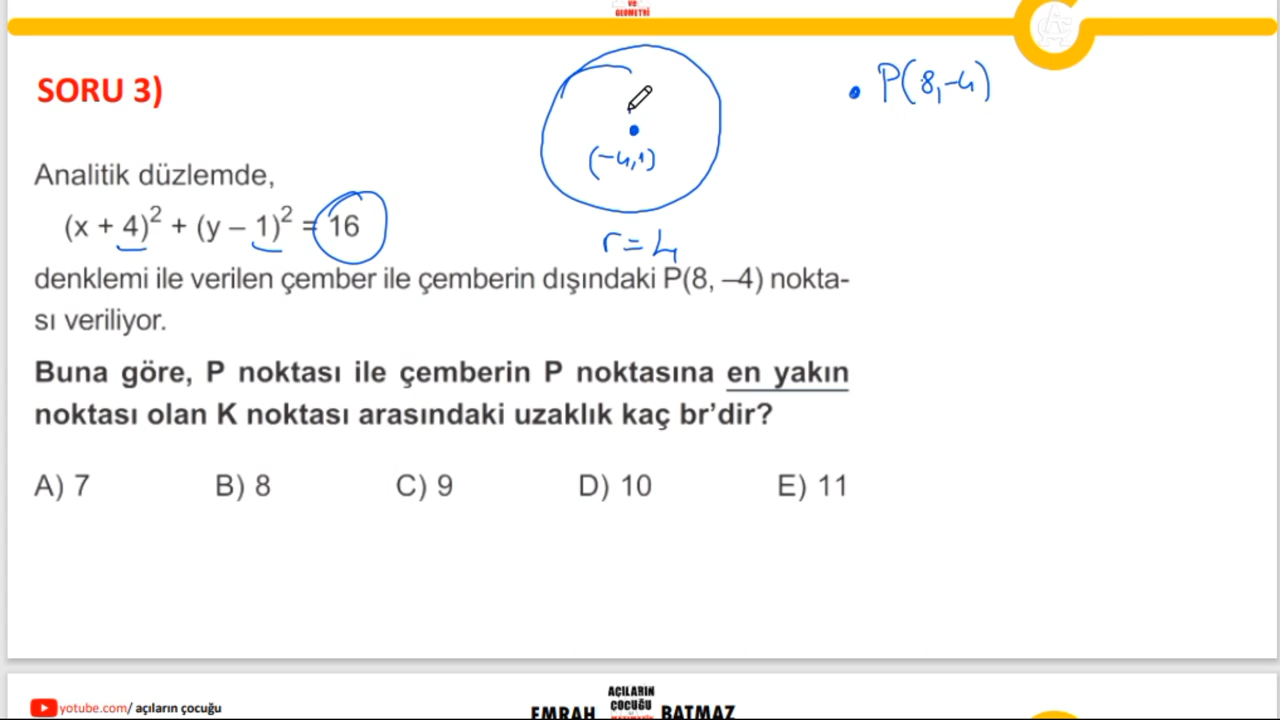 ve
GEOMETRİ
SORU 3)
P(8,-4)
(-4,1)
r=4
Analitik düzlemde,
(x + 4)² + (y – 1)² = 16
denklemi ile verilen çember ile çemberin dışındaki P(8, –4) nokta-
sı veriliyor.
Buna göre, P noktası ile çemberin P noktasına en yakın
noktası olan K noktası arasındaki uzaklık kaç br’dir?
A) 7 B) 8 C) 9 D) 10 E) 11
yotube.com/ açıların çocuğu
AÇILARIN
ÇOCUĞU
EMRAH BATMAZ